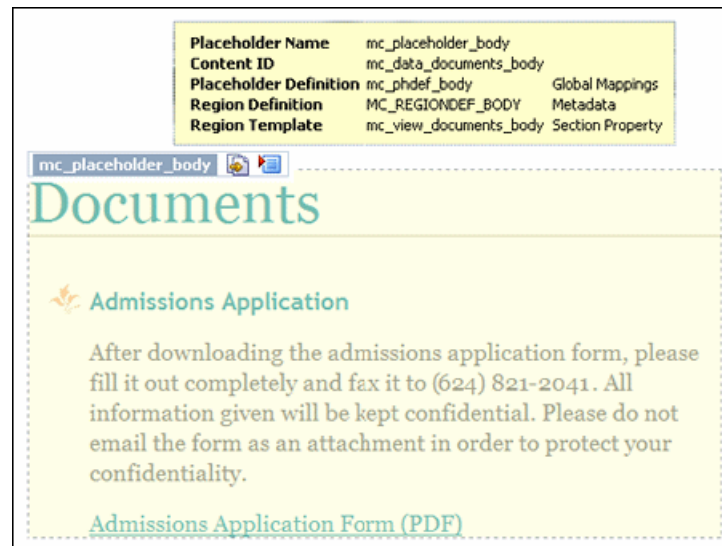 Placeholder Name mc_placeholder_body
Content ID mc_data_documents_body
Placeholder Definition mc_phdef_body Global Mappings
Region Definition MC_REGIONDEF_BODY Metadata
Region Template mc_view_documents_body Section Property
mc_placeholder_body
Documents
Admissions Application
After downloading the admissions application form, please
fill it out completely and fax it to (624) 821-2041. All
information given will be kept confidential. Please do not
email the form as an attachment in order to protect your
confidentiality.
Admissions Application Form (PDF)